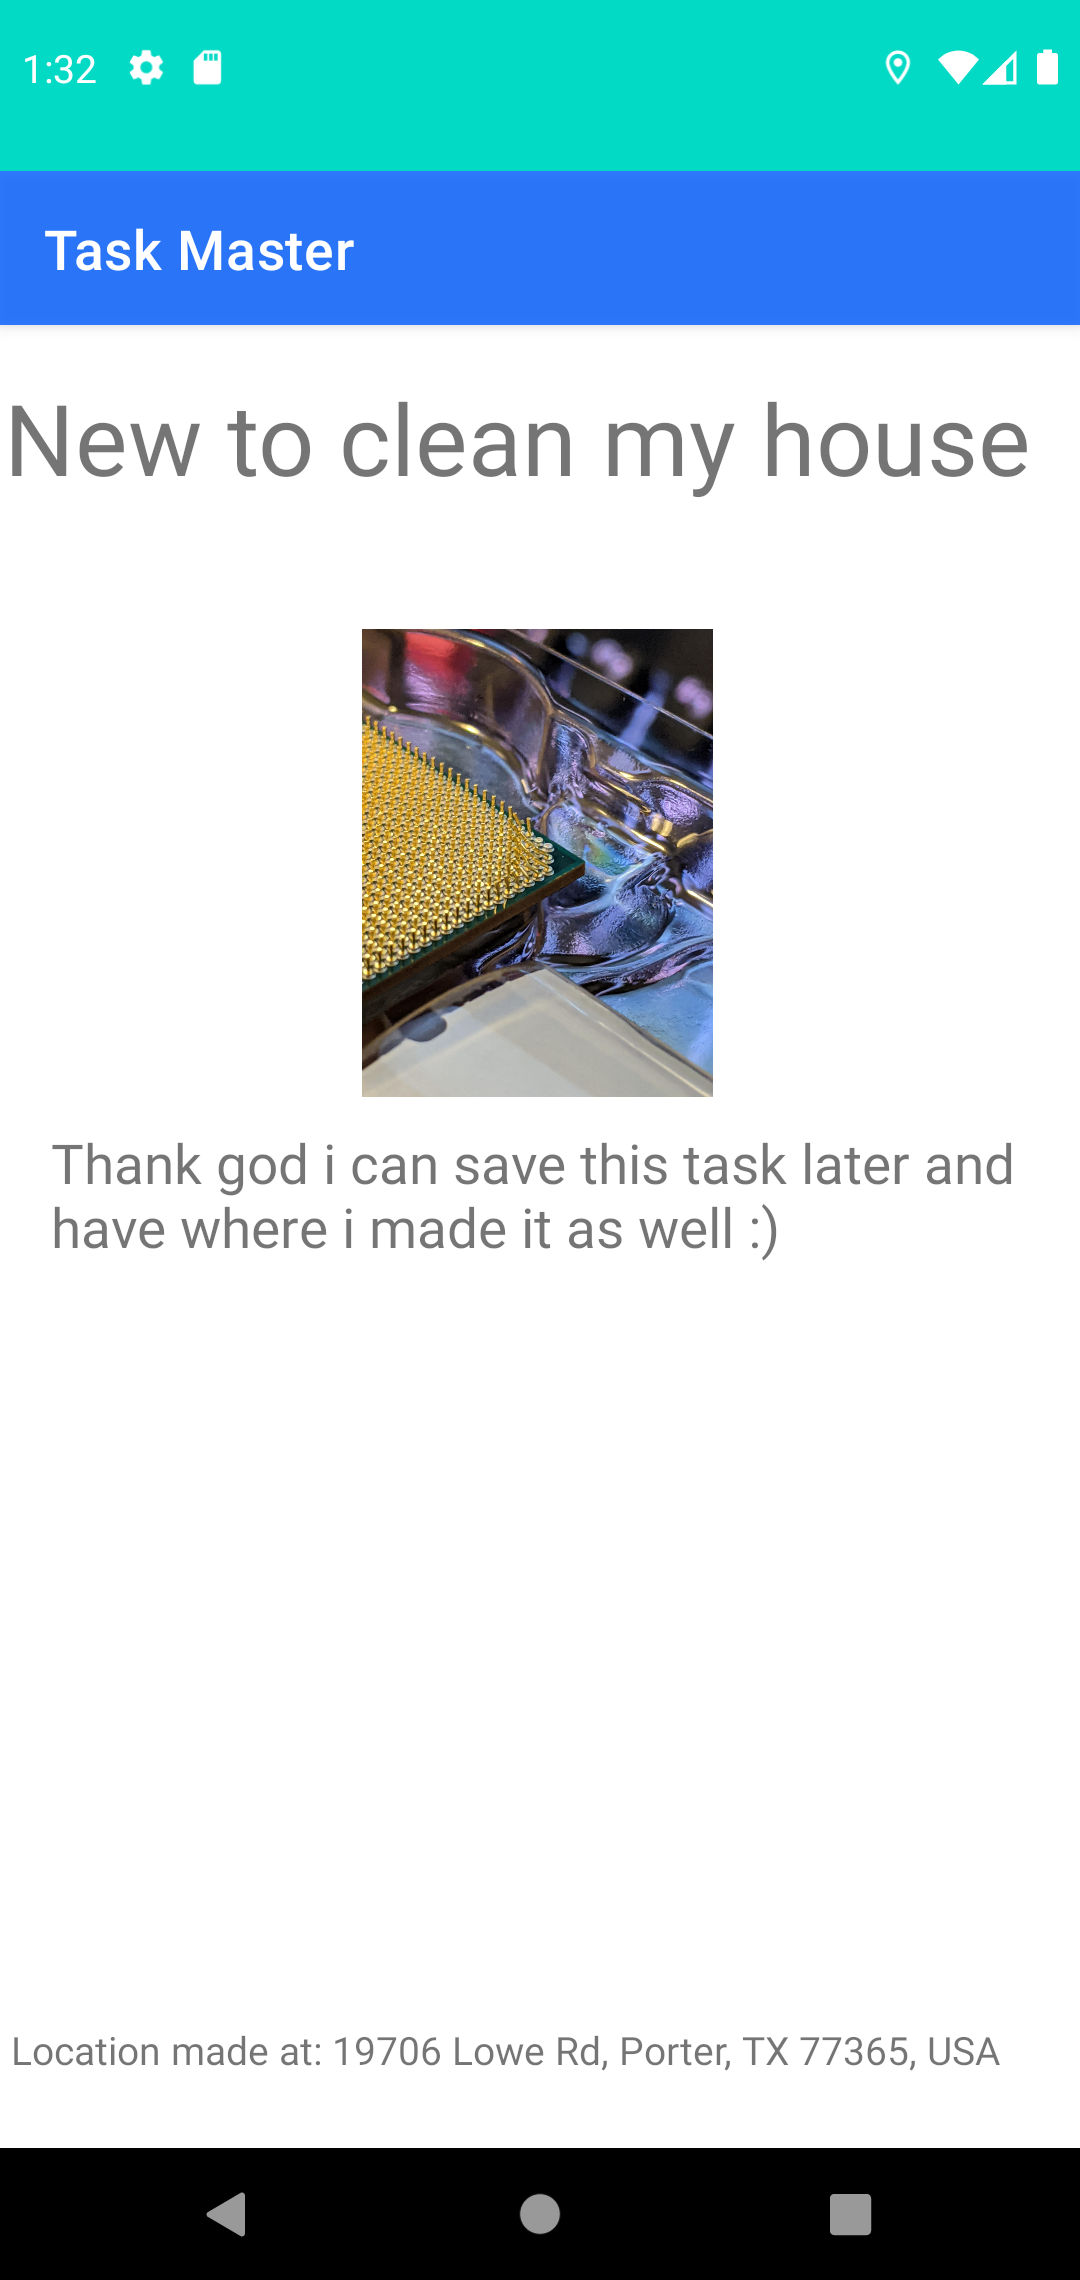 1:32
Task Master
New to clean my house
Thank god i can save this task later and
have where i made it as well :)
Location made at: 19706 Lowe Rd, Porter, TX 77365, USA